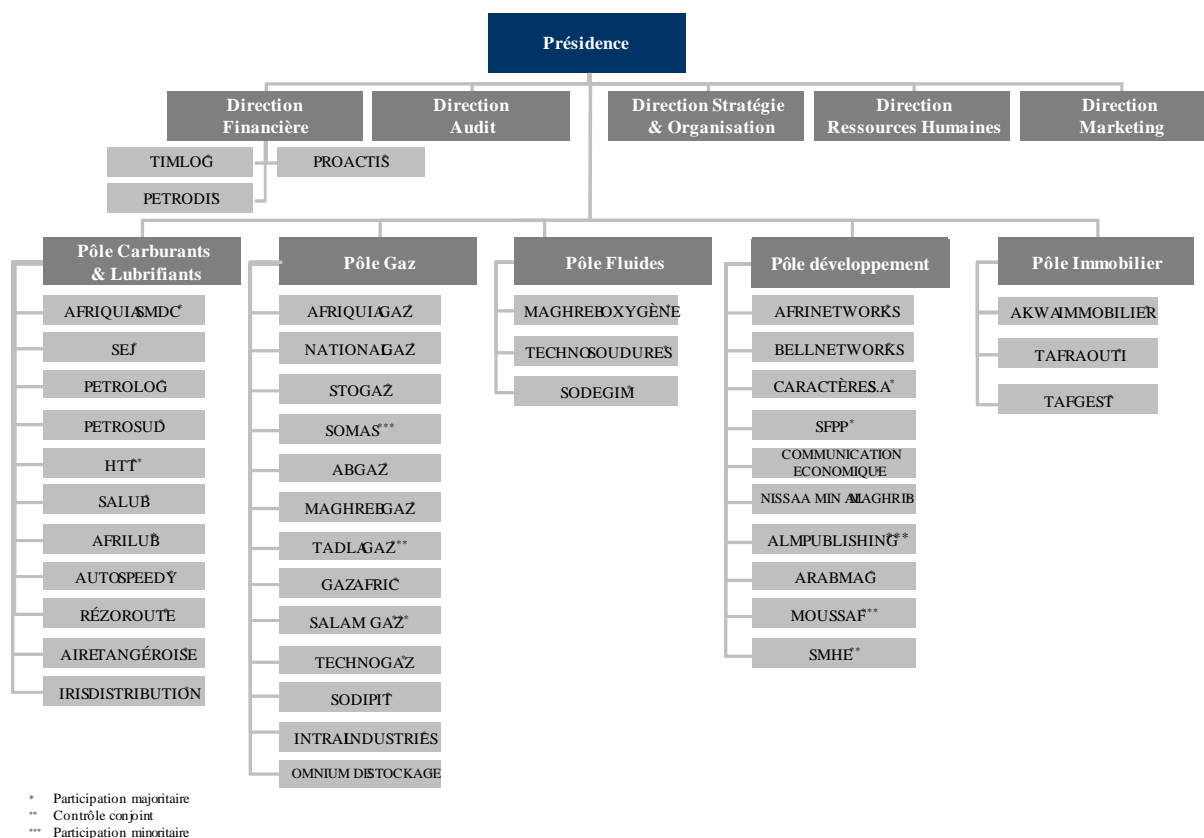 Présidence
Direction
Financière
Direction
Audit
Direction Stratégie
& Organisation
Direction
Ressources Humaines
Direction
Marketing
TIMLOG*
PROACTIS*
PETRODIS*
Pôle Carburants
& Lubrifiants
AFRIQUIA SMDC*
SEJ*
PETROLOG*
PETROSUD*
HTT**
SALUB*
AFRILUB*
AUTOSPEEDY*
RÉZOROUTE*
AIRE TANGÉROISE*
IRIS DISTRIBUTION*
Pôle Gaz
AFRIQUIA GAZ*
NATIONAL GAZ*
STOGAZ*
SOMAS***
AB GAZ*
MAGHREB GAZ*
TADLA GAZ**
GAZAFRIC*
SALAM GAZ**
TECHNOGAZ*
SODIPIT*
INTRA INDUSTRIES*
OMNIUM DE STOCKAGE*
Pôle Fluides
MAGHREB OXYGÈNE*
TECHNO SOUDURES*
SODEGIM*
Pôle développement
AFRINETWORKS*
BELLNETWORKS*
CARACTÈRES S.A*
SFPP*
COMMUNICATION
ECONOMIQUE*
NISSAA MIN AL MAGHRIB*
ALM PUBLISHING***
ARABMAG*
MOUSSAF***
SMHE**
Pôle Immobilier
AKWA IMMOBILIER*
TAFRAOUTI*
TAFGEST*
* Participation majoritaire
** Contrôle conjoint
*** Participation minoritaire